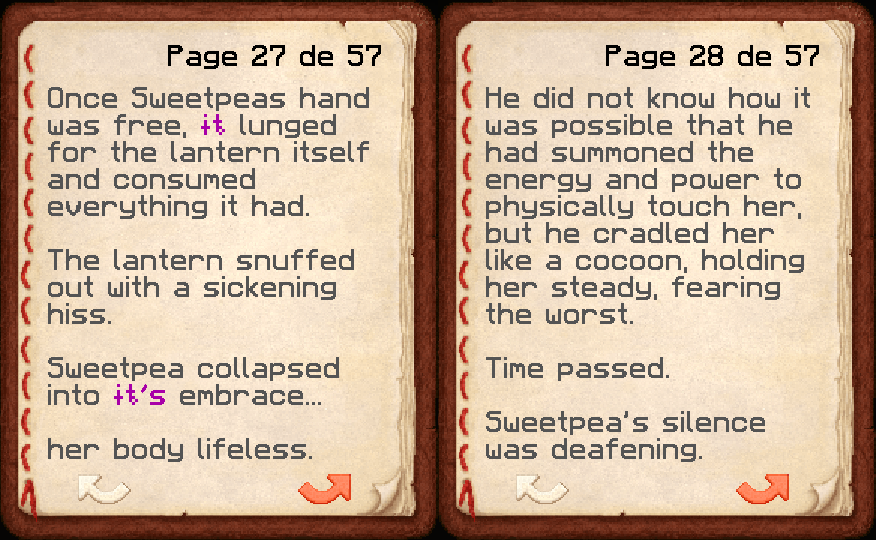 Page 27 de 57
Once Sweetpeas hand
was free, it lunged
for the lantern itself
and consumed
everything it had.
The lantern snuffed
out with a sickening
hiss.
Sweetpea collapsed
into it's embrace...
her body lifeless.
Page 28 de 57
He did not know how it
was possible that he
had summoned the
energy and power to
physically touch her,
but he cradled her
like a cocoon, holding
her steady, fearing
the worst.
Time passed.
Sweetpea's silence
was deafening.